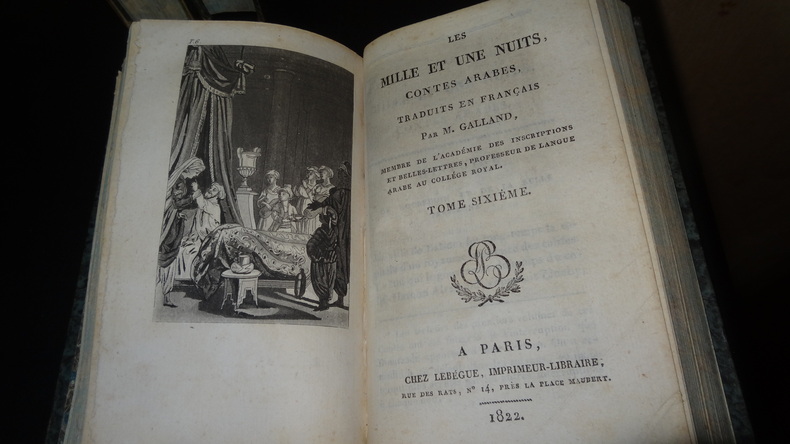 LES
MILLE ET UNE NUITS,
CONTES ARABES,
TRADUITS EN FRANÇAIS
PAR M. GALLAND,
MEMBRE DE L'ACADÉMIE DES INSCRIPTIONS
ET BELLES-LETTRES, PROFESSEUR DE LANGUE
ARABE AU COLLÉGE ROYAL.
TOME SIXIÈME.
A PARIS,
CHEZ LEBÉGUE, IMPRIMEUR-LIBRAIRE,
RUE DES RATS, N° 14, PRÈS LA PLACE MAUBERT.
1822.